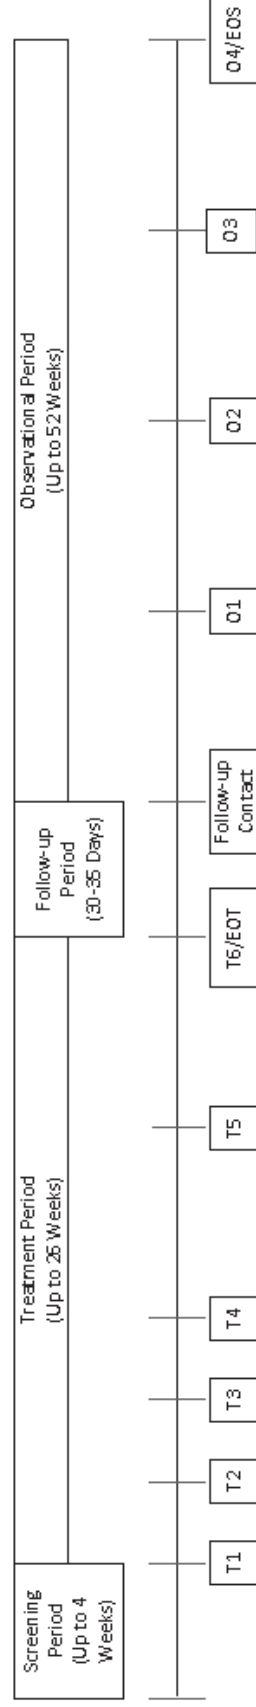 Screening
Period
(Up to 4
Weeks)
Treatment Period
(Up to 26 Weeks)
Follow-up
Period
(30-35 Days)
Observational Period
(Up to 52 Weeks)
T1
T2
T3
T4
T5
T6/EOT
Follow-up
Contact
O1
O2
O3
O4/EOS